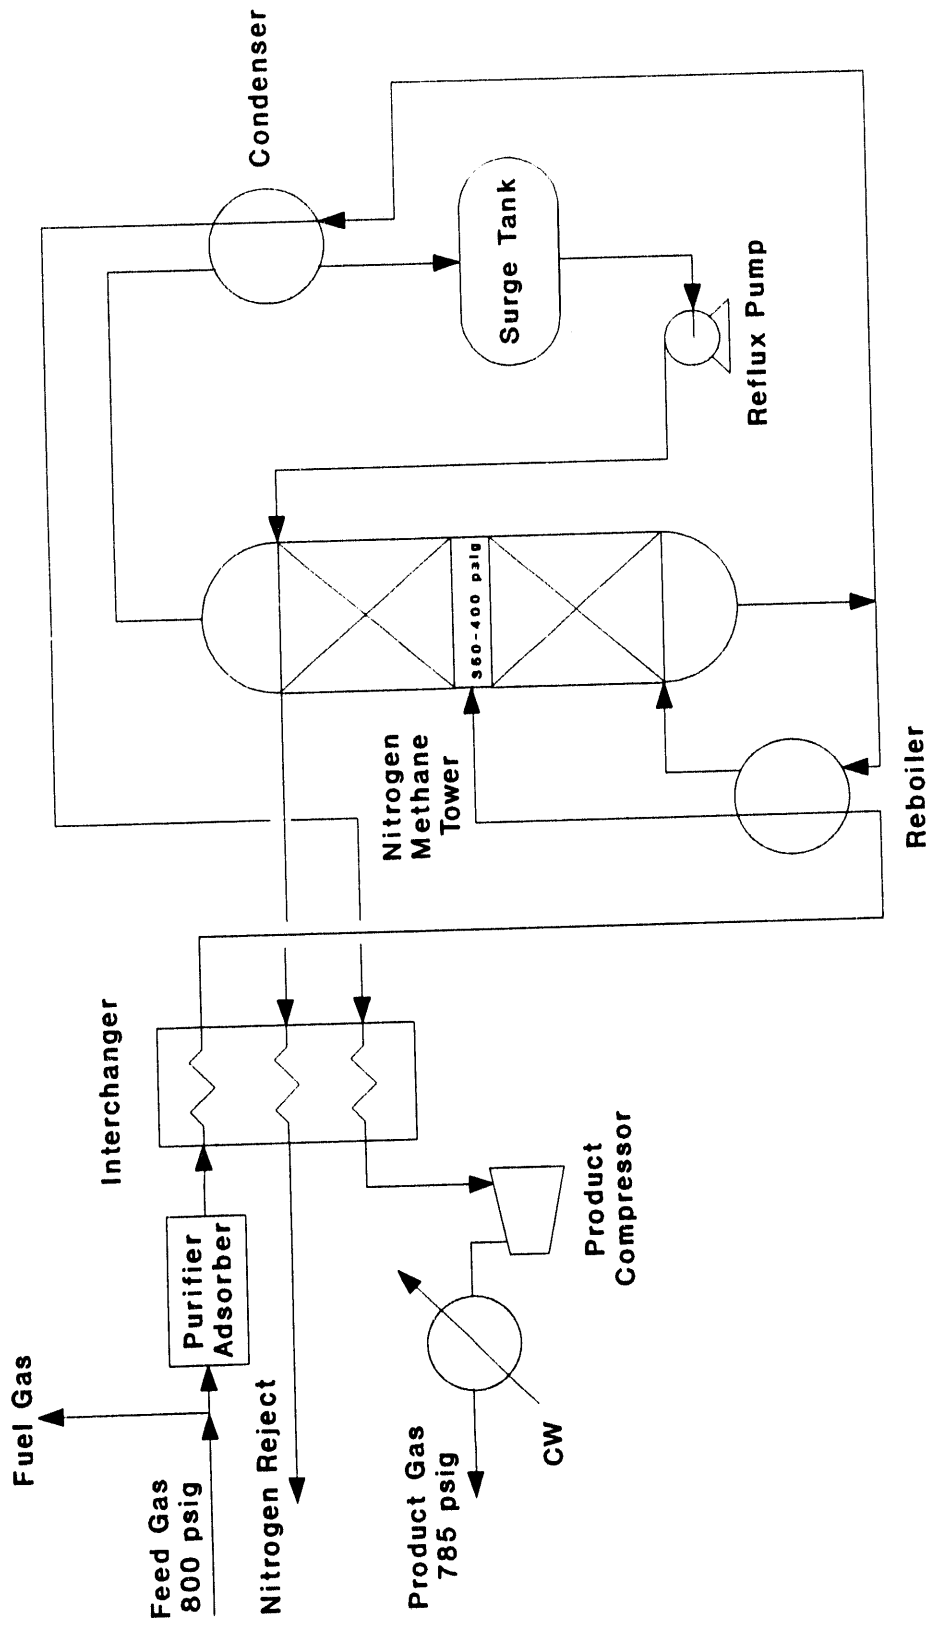 Fuel Gas
Feed Gas
800 psig
Purifier
Adsorber
Interchanger
Nitrogen Reject
Product Gas
785 psig
CW
Product
Compressor
Nitrogen
Methane
Tower
360-400 psig
Reboiler
Condenser
Surge Tank
Reflux Pump